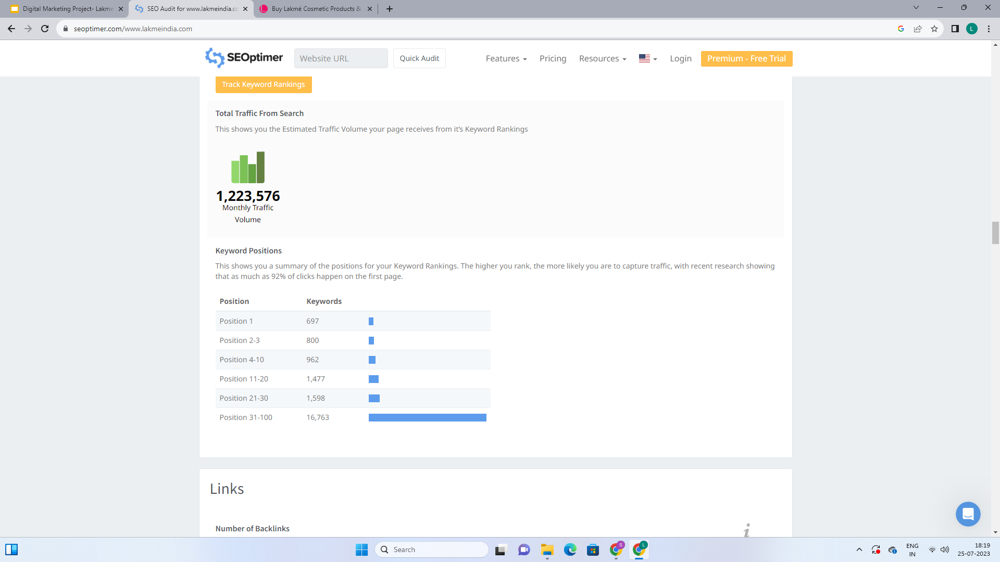 Digital Marketing Project- Lakme
SEO Audit for www.lakmeindia.co
Buy Lakmé Cosmetic Products &
seoptimer.com/www.lakmeindia.com
L
SEOptimer
Website URL
Quick Audit
Features
Pricing
Resources
Login
Premium - Free Trial
Track Keyword Rankings
Total Traffic From Search
This shows you the Estimated Traffic Volume your page receives from it's Keyword Rankings
1,223,576
Monthly Traffic
Volume
Keyword Positions
This shows you a summary of the positions for your Keyword Rankings. The higher you rank, the more likely you are to capture traffic, with recent research showing
that as much as 92% of clicks happen on the first page.
Position Keywords
Position 1 697
Position 2-3 800
Position 4-10 962
Position 11-20 1,477
Position 21-30 1,598
Position 31-100 16,763
Links
Number of Backlinks
i
Search
S
L
ENG
IN
18:19
25-07-2023